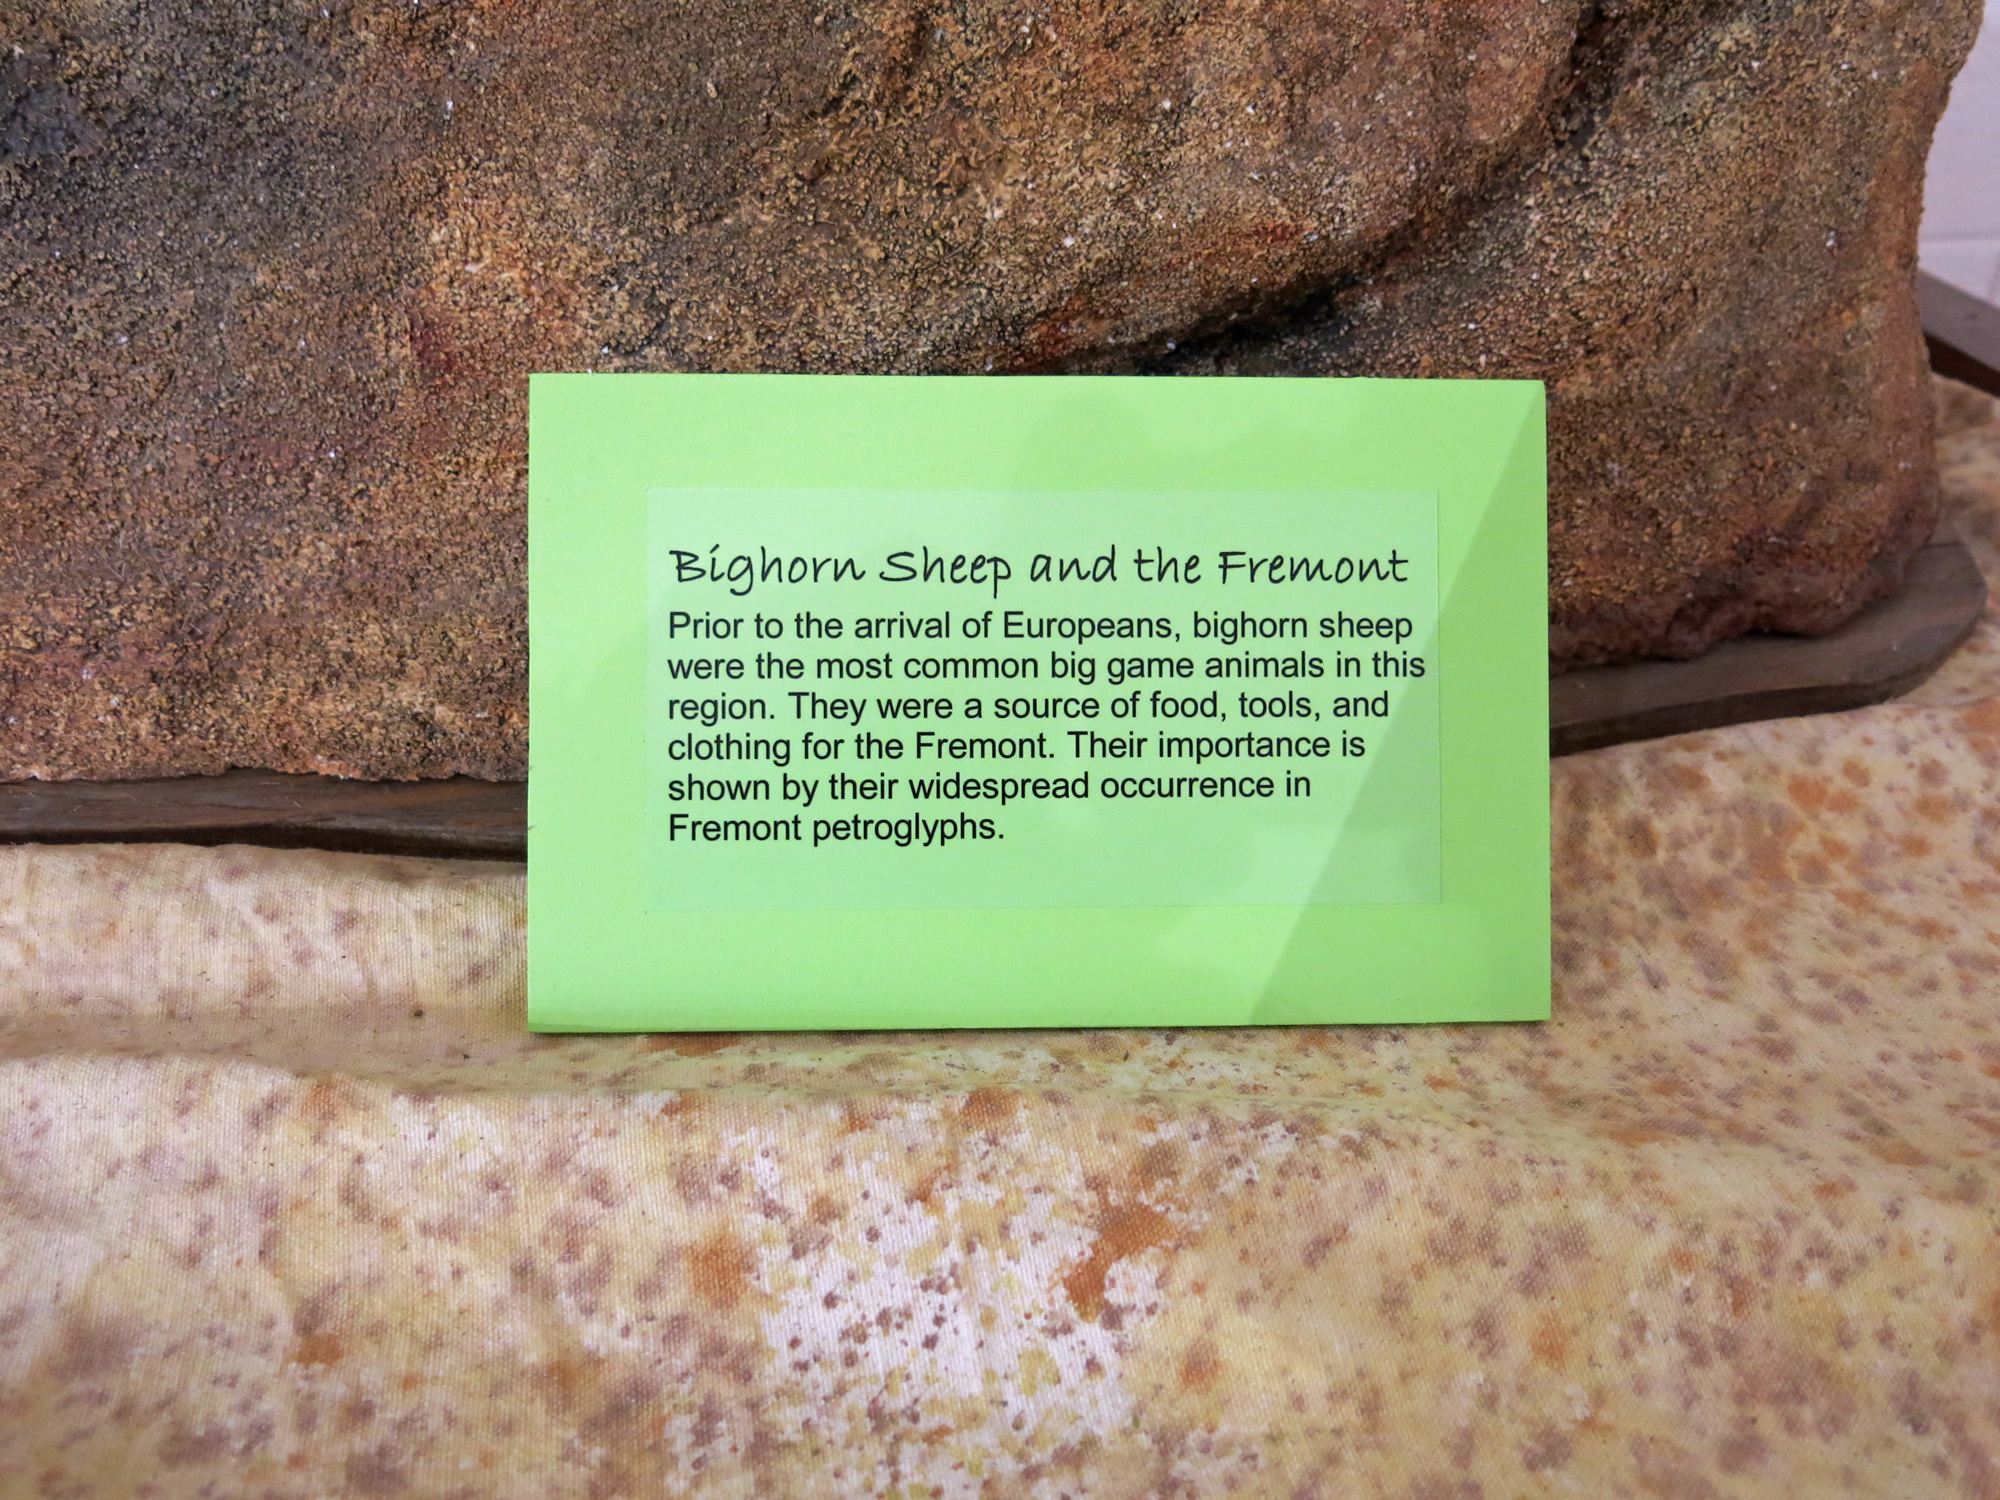 Bighorn Sheep and the Fremont
Prior to the arrival of Europeans, bighorn sheep
were the most common big game animals in this
region. They were a source of food, tools, and
clothing for the Fremont. Their importance is
shown by their widespread occurrence in
Fremont petroglyphs.